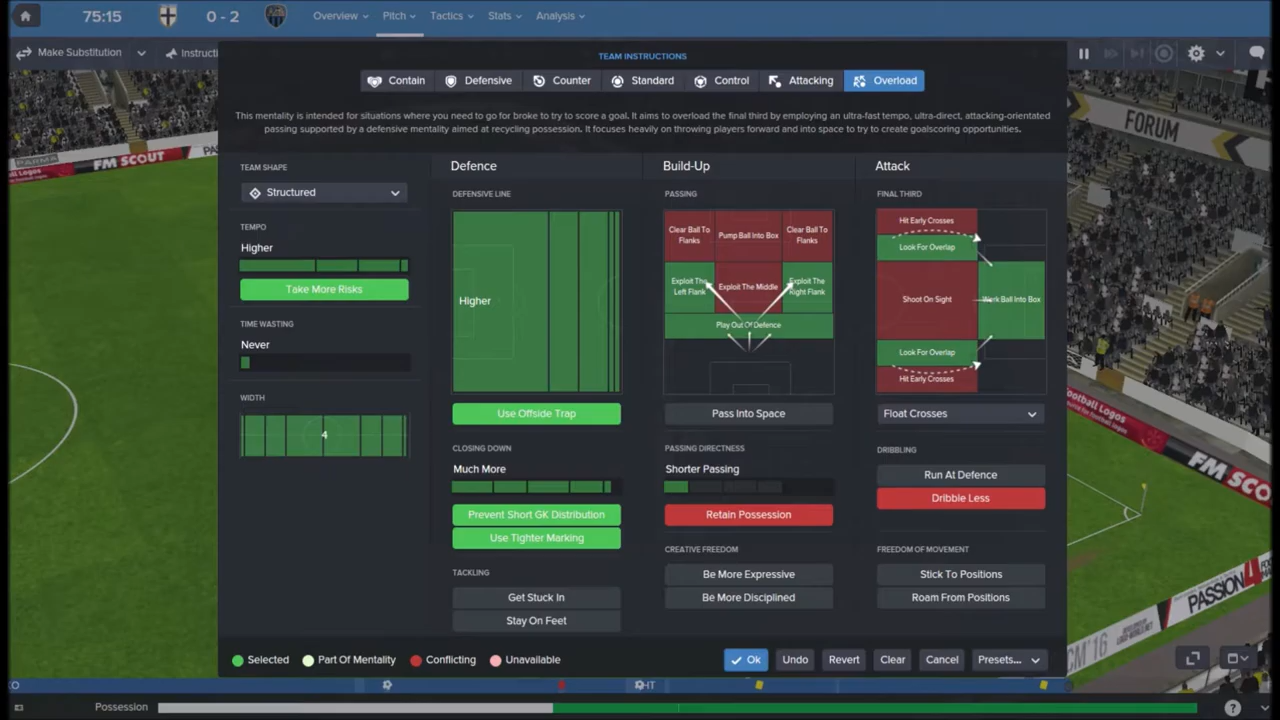 75:15
0 - 2
Overview
Pitch
Tactics
Stats
Analysis
Make Substitution
Instructi
TEAM INSTRUCTIONS
Contain
Defensive
Counter
Standard
Control
Attacking
Overload
This mentality is intended for situations where you need to go for broke to try to score a goal. It aims to overload the final third by employing an ultra-fast tempo, ultra-direct, attacking-orientated
passing supported by a defensive mentality aimed at recycling possession. It focuses heavily on throwing players forward and into space to try to create goalscoring opportunities.
TEAM SHAPE
Structured
TEMPO
Higher
Take More Risks
TIME WASTING
Never
WIDTH
4
Defence
DEFENSIVE LINE
Higher
Use Offside Trap
CLOSING DOWN
Much More
Prevent Short GK Distribution
Use Tighter Marking
TACKLING
Get Stuck In
Stay On Feet
Build-Up
PASSING
Clear Ball To
Flanks
Pump Ball Into Box
Clear Ball To
Flanks
Exploit The
Left Flank
Exploit The Middle
Exploit The
Right Flank
Play Out Of Defence
Pass Into Space
PASSING DIRECTNESS
Shorter Passing
Retain Possession
CREATIVE FREEDOM
Be More Expressive
Be More Disciplined
Attack
FINAL THIRD
Hit Early Crosses
Look For Overlap
Shoot On Sight
Work Ball Into Box
Look For Overlap
Hit Early Crosses
Float Crosses
DRIBBLING
Run At Defence
Dribble Less
FREEDOM OF MOVEMENT
Stick To Positions
Roam From Positions
Selected
Part Of Mentality
Conflicting
Unavailable
Ok
Undo
Revert
Clear
Cancel
Presets...
HT
Possession
PARMA
FM SCOUT
FORUM
Football Logos
FM SCO
PASSION4
CM'16